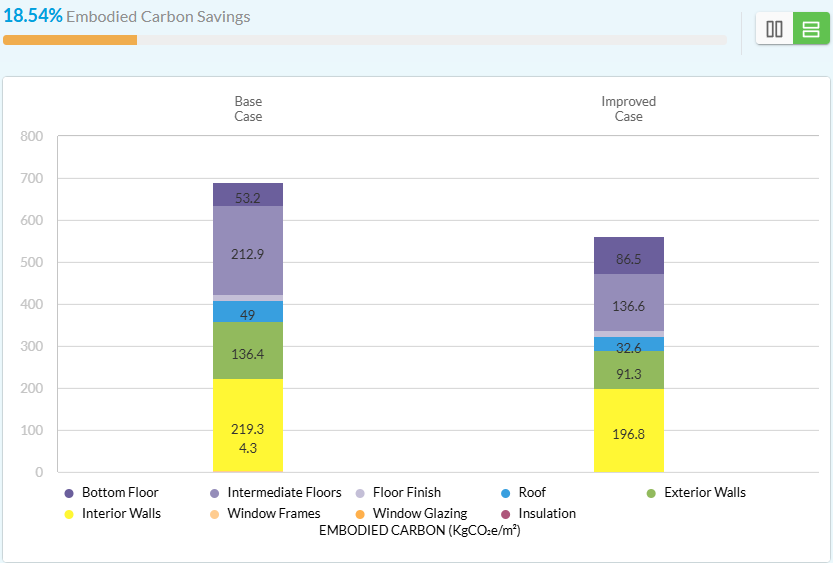 18.54% Embodied Carbon Savings
Base
Case
Improved
Case
800
700
600
500
400
300
200
100
0
53.2
212.9
49
136.4
219.3
4.3
86.5
136.6
32.6
91.3
196.8
Bottom Floor
Intermediate Floors
Floor Finish
Roof
Exterior Walls
Interior Walls
Window Frames
Window Glazing
Insulation
EMBODIED CARBON (KgCO₂e/m²)